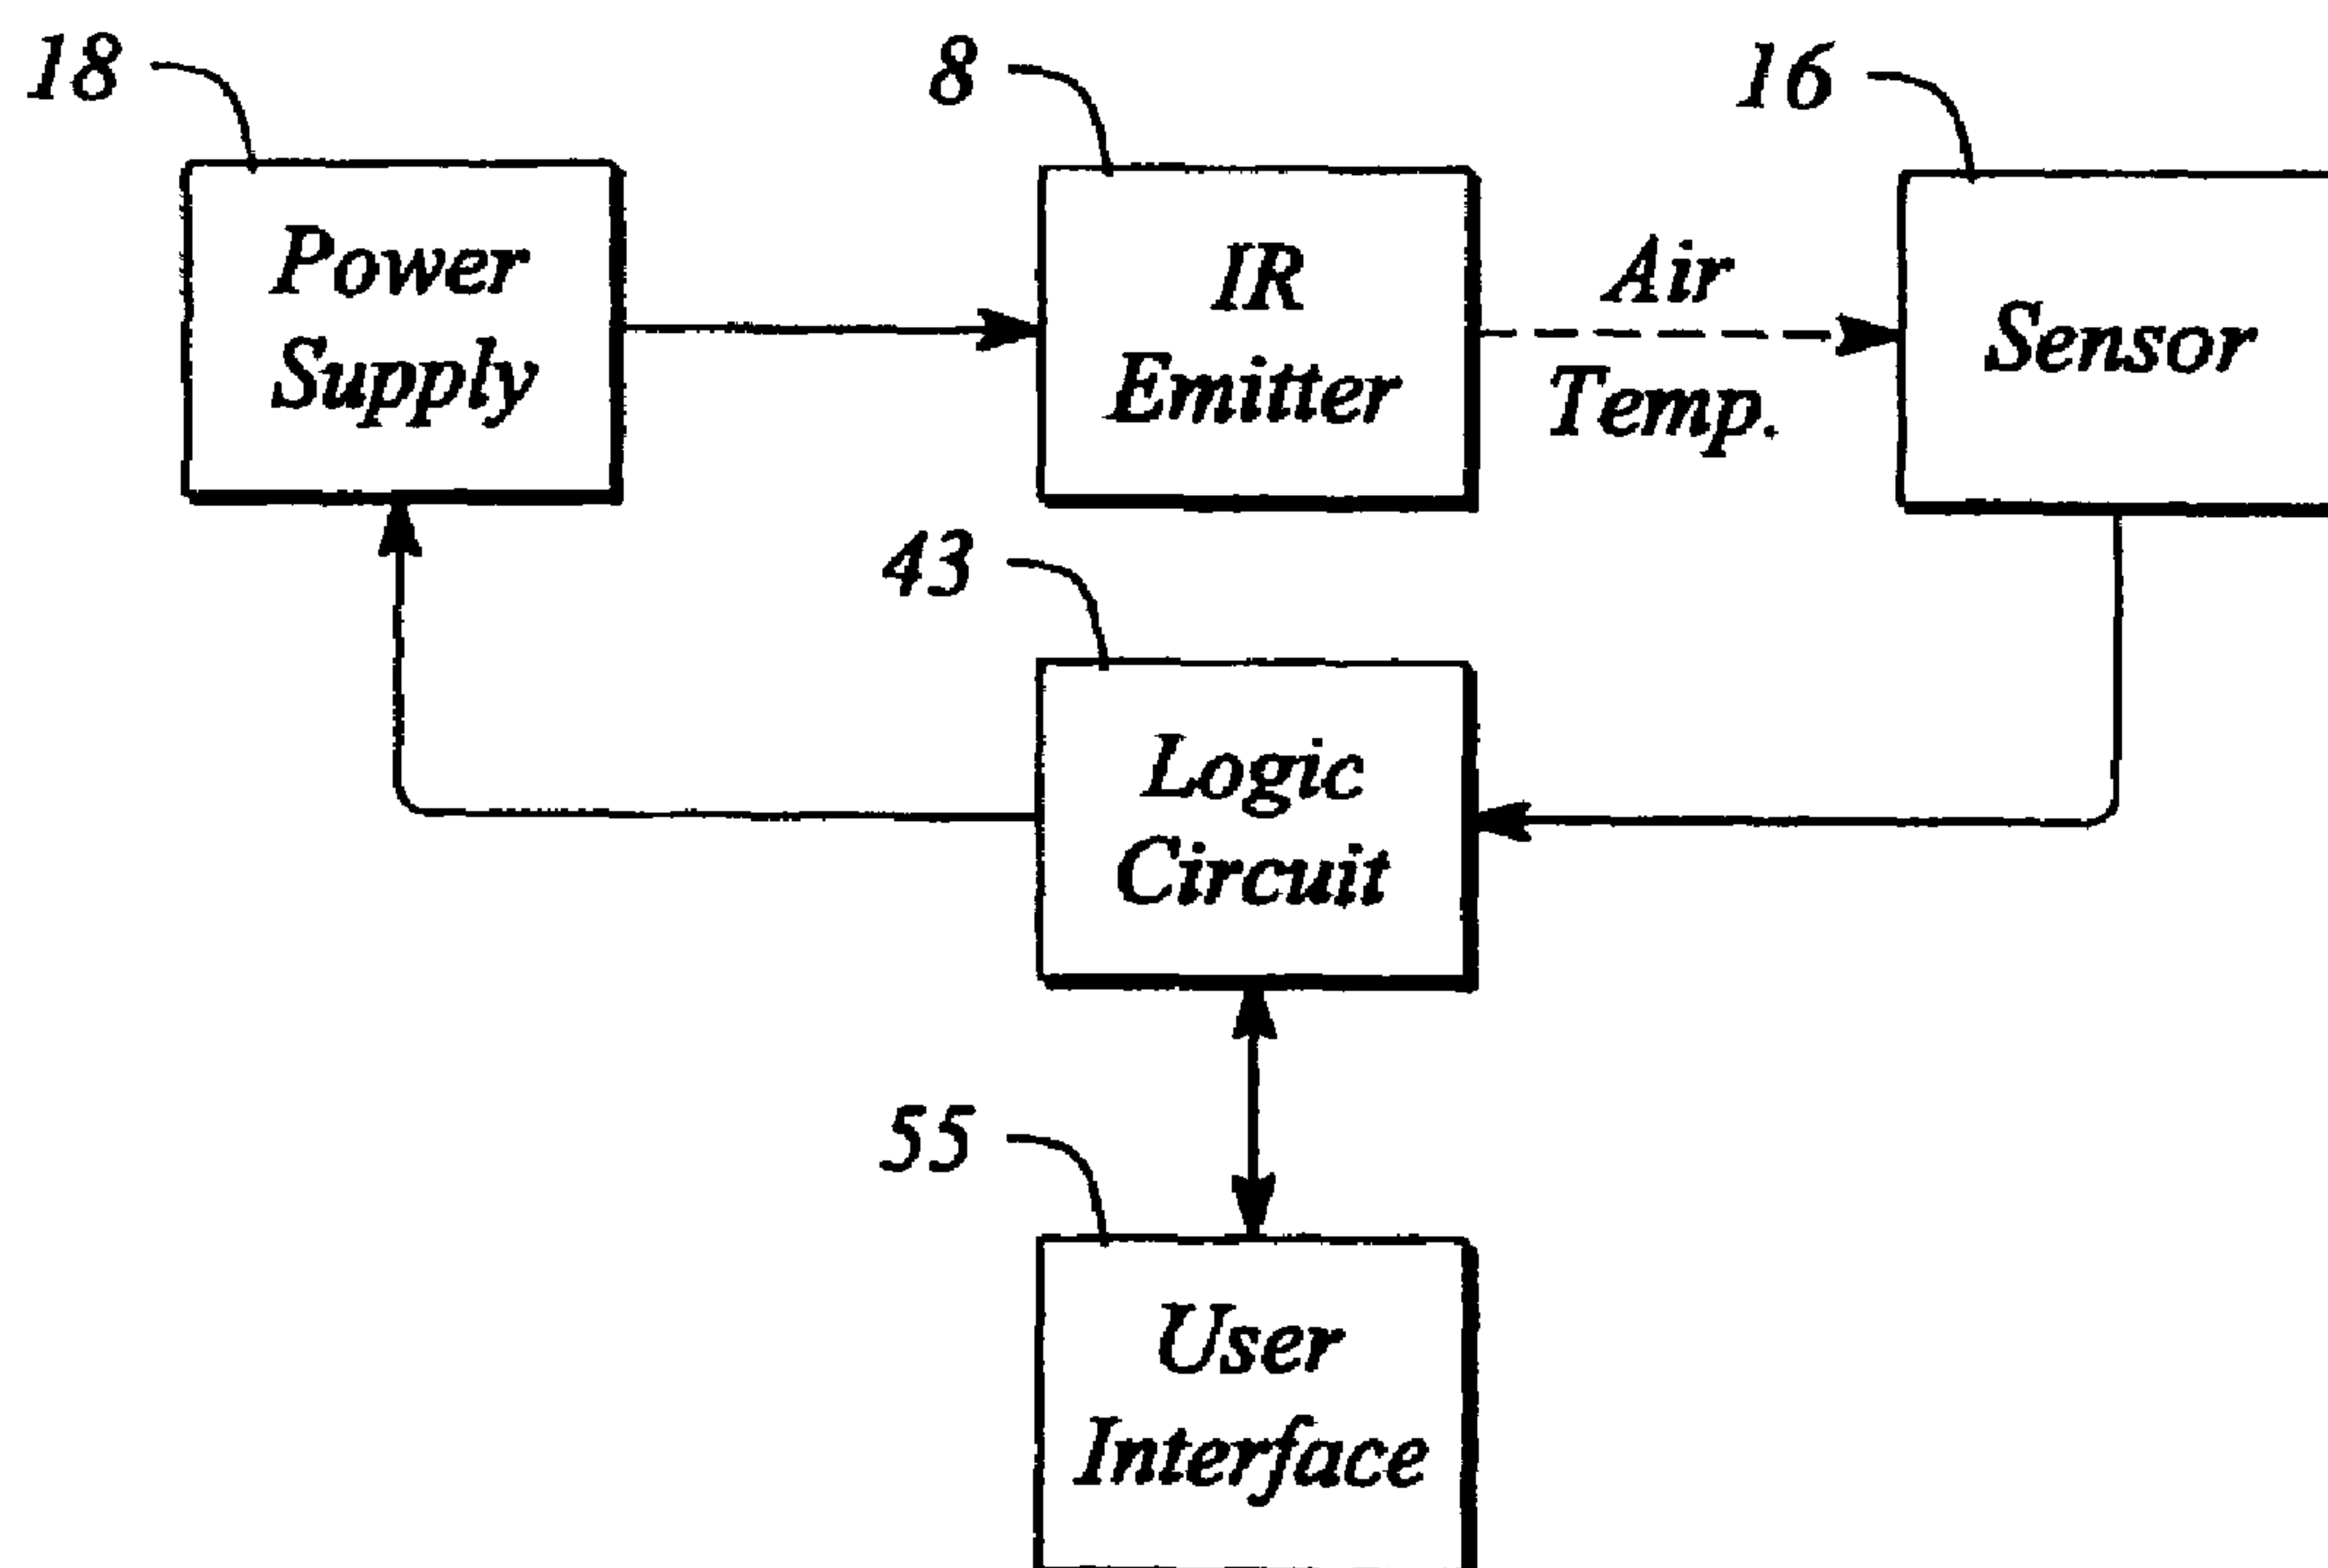 18
8
16
Power
Supply
IR
Emitter
Air
Temp.
Sensor
43
Logic
Circuit
55
User
Interface